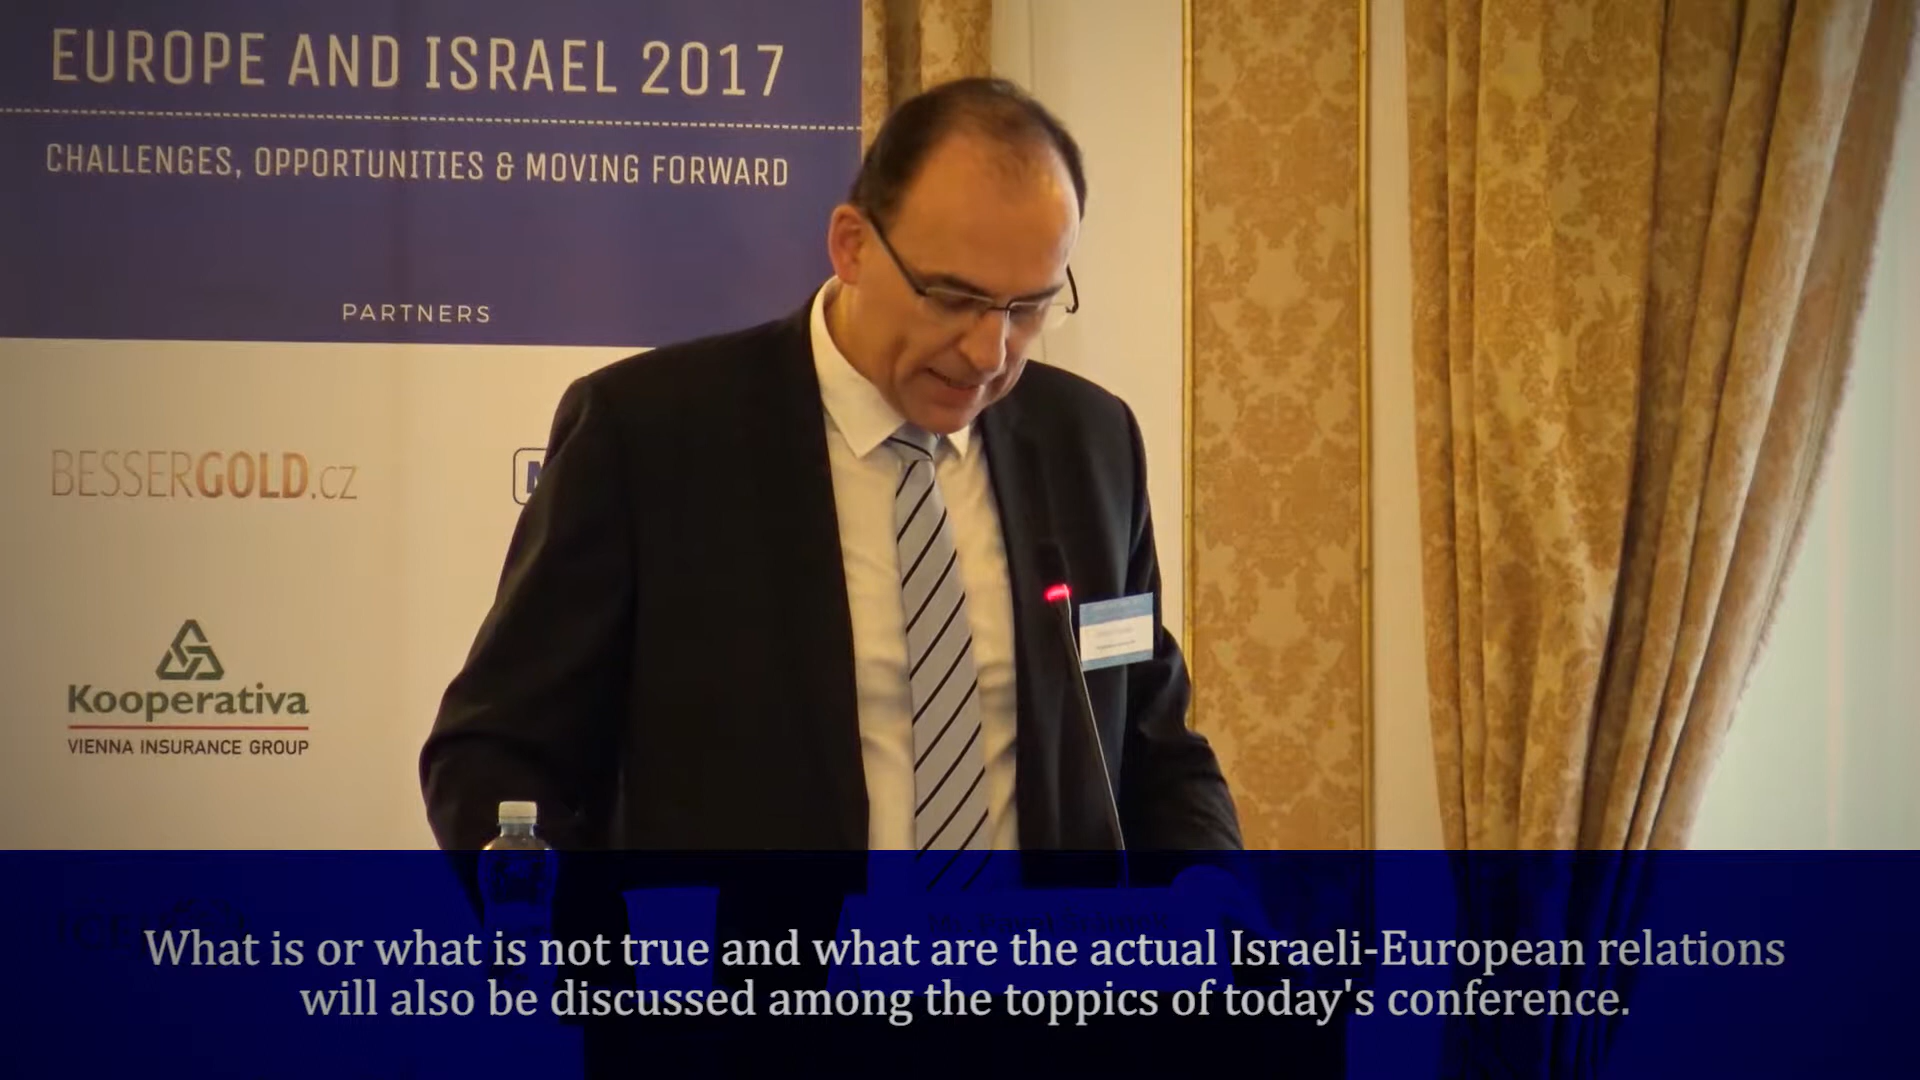 EUROPE AND ISRAEL 2017
CHALLENGES, OPPORTUNITIES & MOVING FORWARD
PARTNERS
BESSERGOLD.CZ
Kooperativa
VIENNA INSURANCE GROUP
What is or what is not true and what are the actual Israeli-European relations
will also be discussed among the toppics of today's conference.